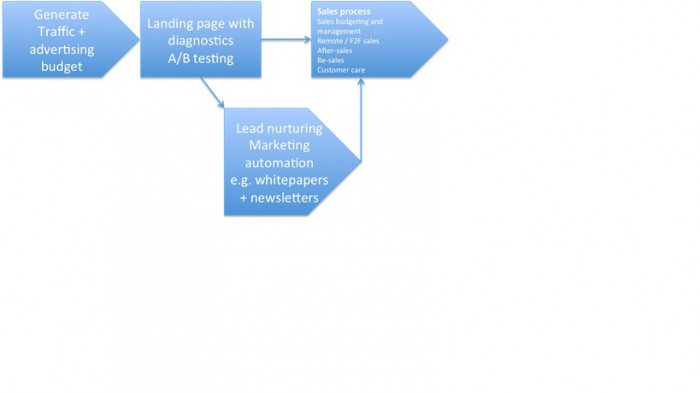 Generate
Traffic +
advertising
budget
Landing page with
diagnostics
A/B testing
Sales process
Sales budgeting and
management
Remote / F2F sales
After-sales
Re-sales
Customer care
Lead nurturing
Marketing
automation
e.g. whitepapers
+ newsletters